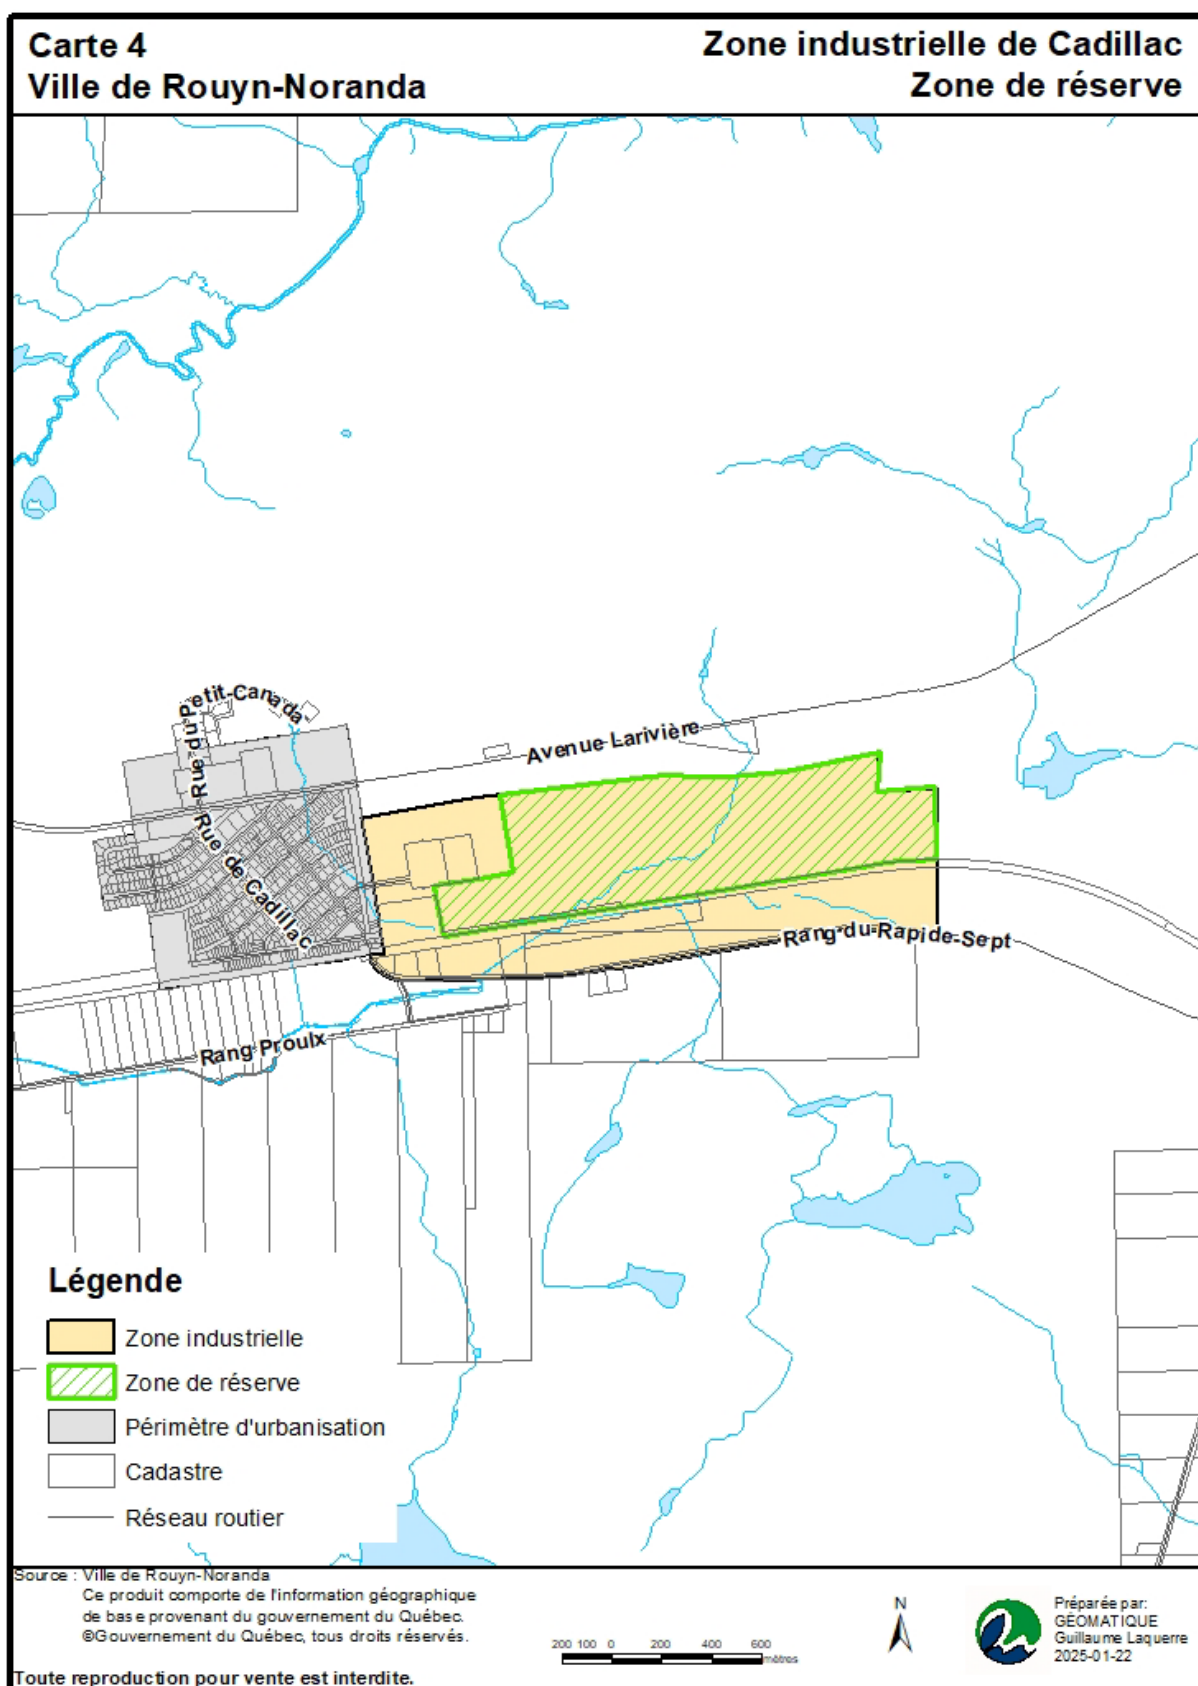 Carte 4
Ville de Rouyn-Noranda
Zone industrielle de Cadillac
Zone de réserve
Rue du Petit-Canada
Avenue Larivière
Rue de Cadillac
Rang du Rapide-Sept
Rang Proulx
Légende
Zone industrielle
Zone de réserve
Périmètre d'urbanisation
Cadastre
Réseau routier
Source : Ville de Rouyn-Noranda
Ce produit comporte de l'information géographique
de base provenant du gouvernement du Québec.
©Gouvernement du Québec, tous droits réservés.
Toute reproduction pour vente est interdite.
200 100 0 200 400 600
mètres
N
Préparée par:
GÉOMATIQUE
Guillaume Laquerre
2025-01-22